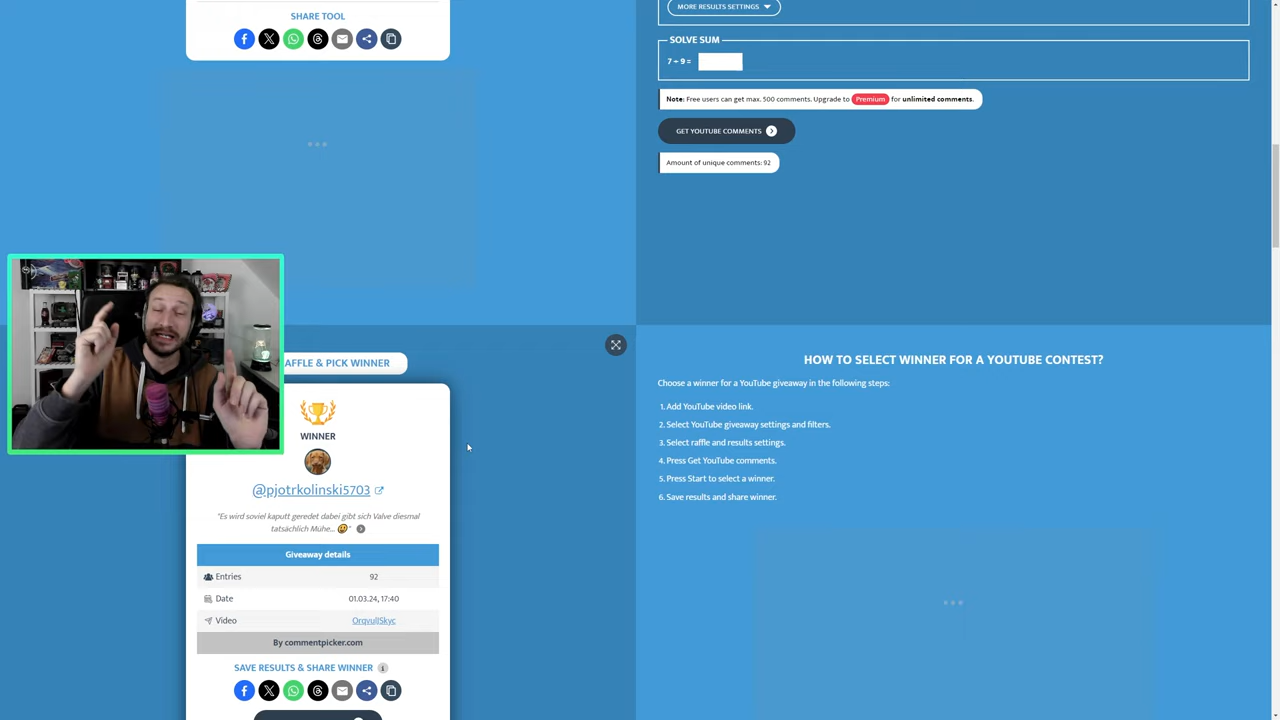 SHARE TOOL
MORE RESULTS SETTINGS
SOLVE SUM
7 + 9 =
Note: Free users can get max. 500 comments. Upgrade to Premium for unlimited comments.
GET YOUTUBE COMMENTS
Amount of unique comments: 92
AFFLE & PICK WINNER
WINNER
@pjotrkolinski5703
"Es wird soviel kaputt geredet dabei gibt sich Valve diesmal
tatsächlich Mühe... 😃"
Giveaway details
Entries 92
Date 01.03.24, 17:40
Video
By commentpicker.com
SAVE RESULTS & SHARE WINNER
HOW TO SELECT WINNER FOR A YOUTUBE CONTEST?
Choose a winner for a YouTube giveaway in the following steps:
1. Add YouTube video link.
2. Select YouTube giveaway settings and filters.
3. Select raffle and results settings.
4. Press Get YouTube comments.
5. Press Start to select a winner.
6. Save results and share winner.